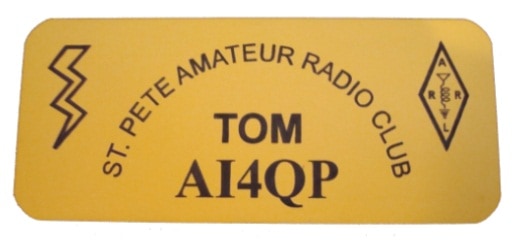 ST. PETE AMATEUR RADIO CLUB
A
R R
L
TOM
AI4QP